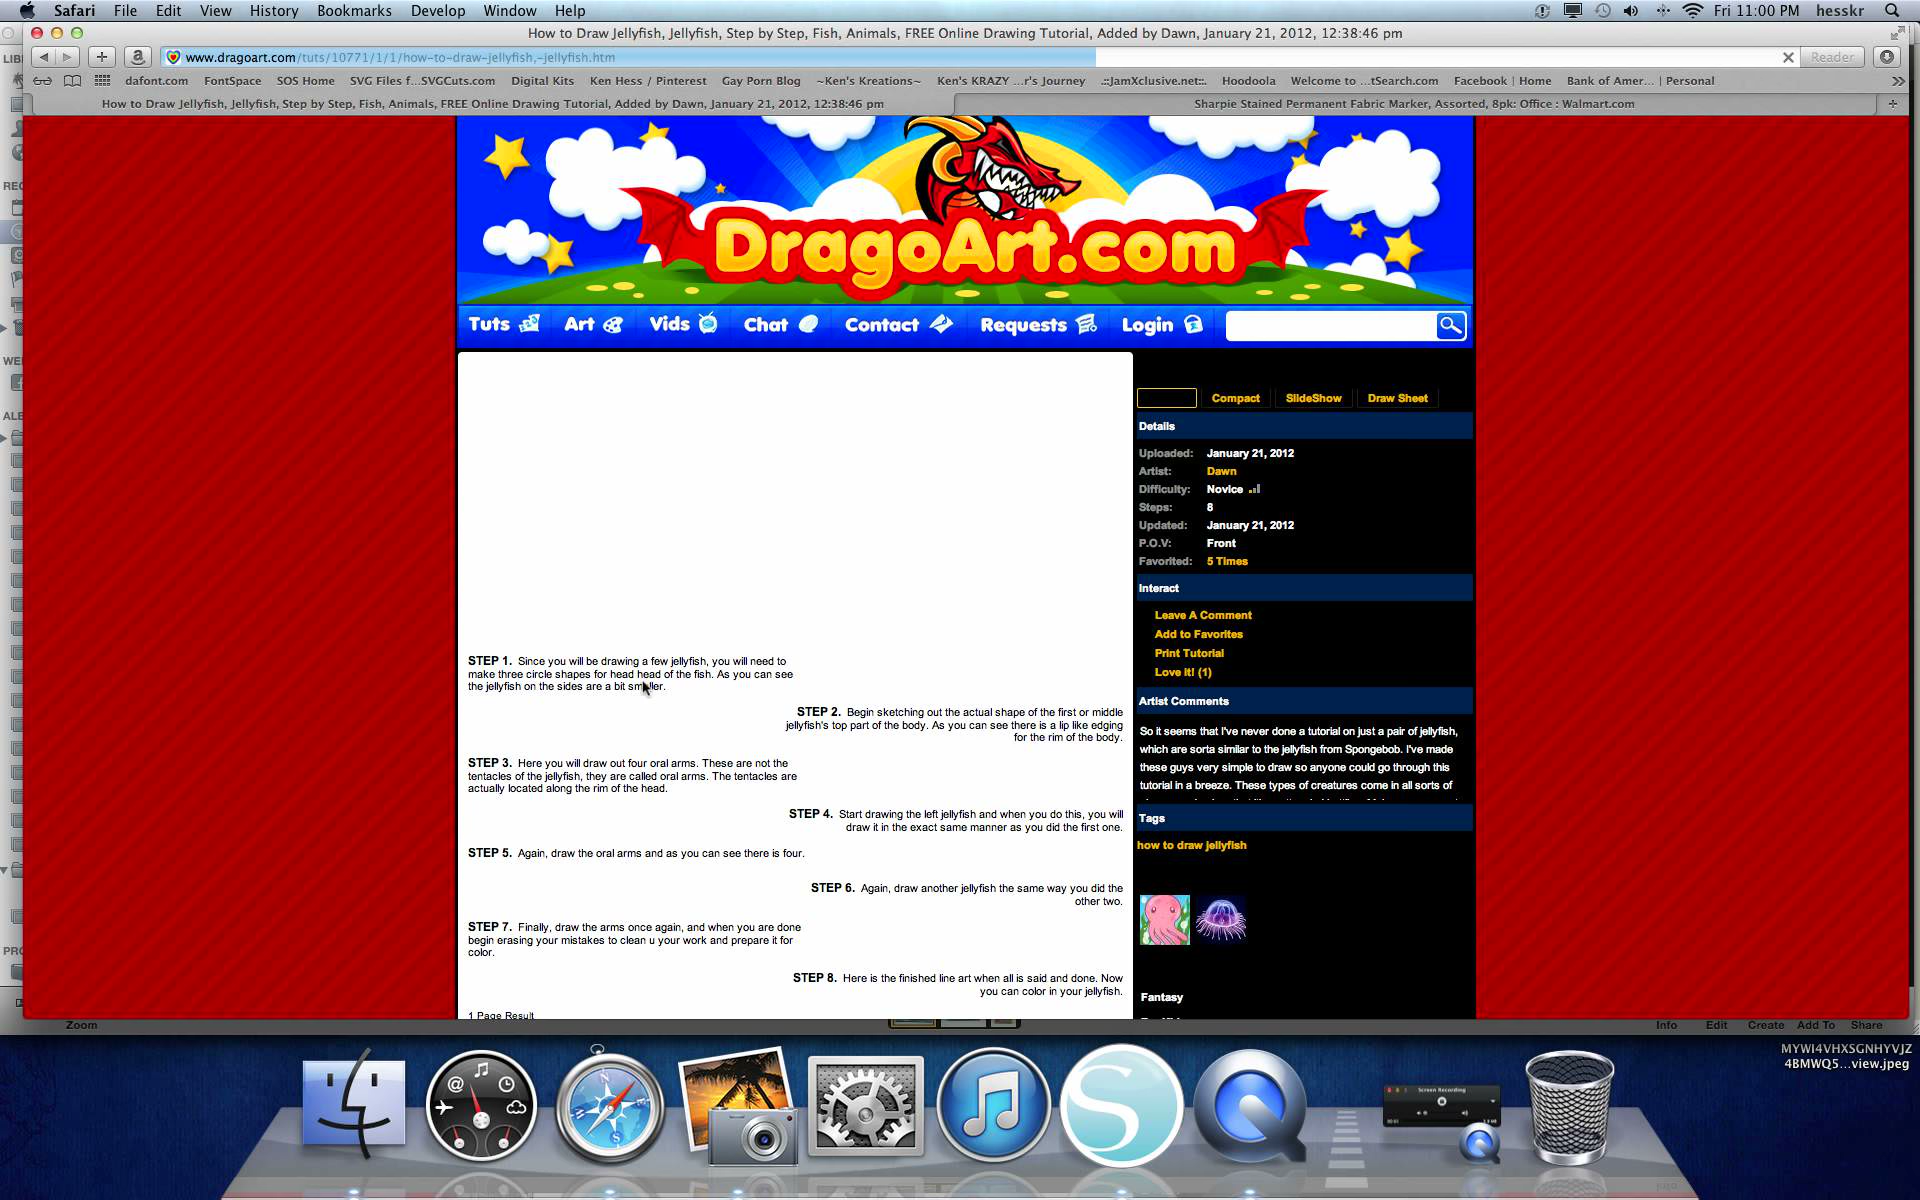 Safari File Edit View History Bookmarks Develop Window Help Fri 11:00 PM hesskr
How to Draw Jellyfish, Jellyfish, Step by Step, Fish, Animals, FREE Online Drawing Tutorial, Added by Dawn, January 21, 2012, 12:38:46 pm
www.dragoart.com/tuts/10771/1/1/how-to-draw-jellyfish,-jellyfish.htm Reader
dafont.com FontSpace SOS Home SVG Files f...SVGCuts.com Digital Kits Ken Hess / Pinterest Gay Porn Blog ~Ken's Kreations~ Ken's KRAZY ...r's Journey .::JamXclusive.net::. Hoodoola Welcome to ...tSearch.com Facebook | Home Bank of Amer... | Personal
How to Draw Jellyfish, Jellyfish, Step by Step, Fish, Animals, FREE Online Drawing Tutorial, Added by Dawn, January 21, 2012, 12:38:46 pm
Sharpie Stained Permanent Fabric Marker, Assorted, 8pk: Office : Walmart.com
DragoArt.com
Tuts Art Vids Chat Contact Requests Login
STEP 1. Since you will be drawing a few jellyfish, you will need to
make three circle shapes for head head of the fish. As you can see
the jellyfish on the sides are a bit smaller.
STEP 2. Begin sketching out the actual shape of the first or middle
jellyfish's top part of the body. As you can see there is a lip like edging
for the rim of the body.
STEP 3. Here you will draw out four oral arms. These are not the
tentacles of the jellyfish, they are called oral arms. The tentacles are
actually located along the rim of the head.
STEP 4. Start drawing the left jellyfish and when you do this, you will
draw it in the exact same manner as you did the first one.
STEP 5. Again, draw the oral arms and as you can see there is four.
STEP 6. Again, draw another jellyfish the same way you did the
other two.
STEP 7. Finally, draw the arms once again, and when you are done
begin erasing your mistakes to clean u your work and prepare it for
color.
STEP 8. Here is the finished line art when all is said and done. Now
you can color in your jellyfish.
1 Page Result
Compact SlideShow Draw Sheet
Details
Uploaded: January 21, 2012
Artist: Dawn
Difficulty: Novice
Steps: 8
Updated: January 21, 2012
P.O.V: Front
Favorited: 5 Times
Interact
Leave A Comment
Add to Favorites
Print Tutorial
Love it! (1)
Artist Comments
So it seems that I've never done a tutorial on just a pair of jellyfish,
which are sorta similar to the jellyfish from Spongebob. I've made
these guys very simple to draw so anyone could go through this
tutorial in a breeze. These types of creatures come in all sorts of
Tags
how to draw jellyfish
Fantasy
LIB
REC
WE
ALE
PRO
Zoom Info Edit Create Add To Share
MYWI4VHXSGNHYVJZ
4BMWQ5...view.jpeg
Screen Recording